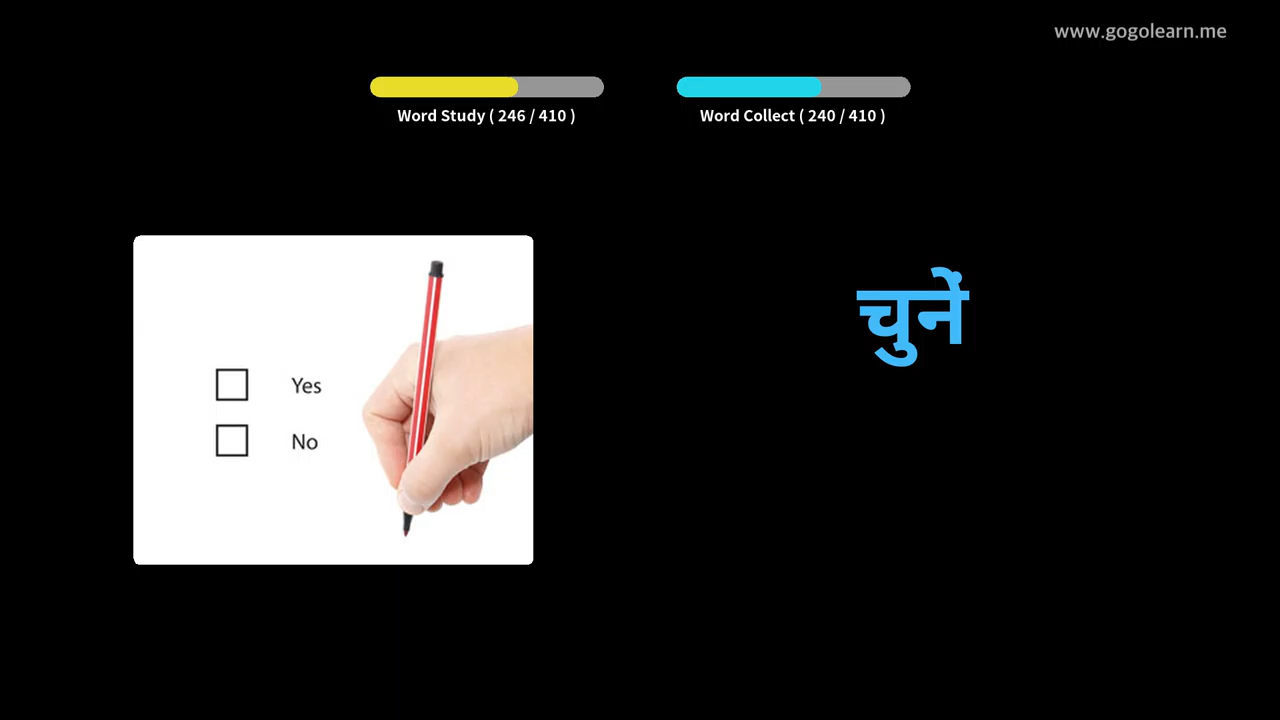 www.gogolearn.me
Word Study ( 246 / 410 )
Word Collect ( 240 / 410 )
चुनें
Yes
No